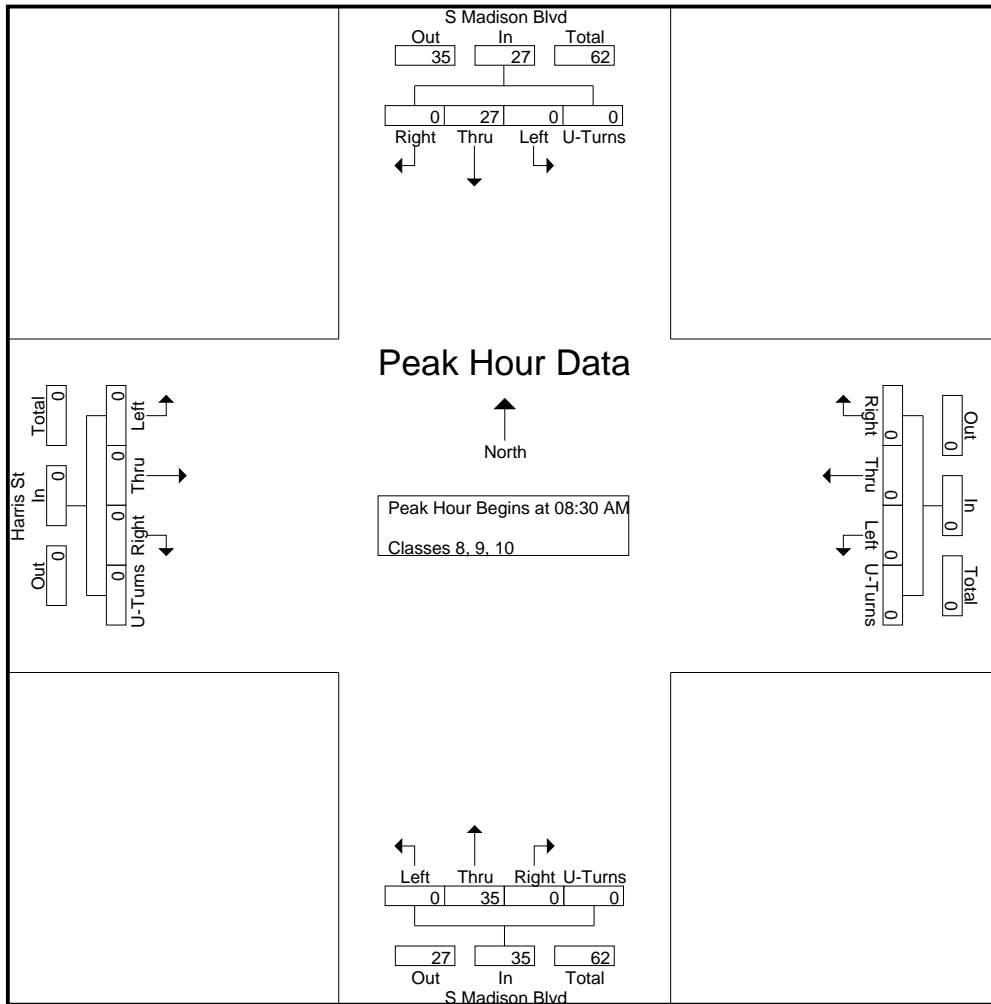 S Madison Blvd
Out In Total
35 27 62
0 27 0 0
Right Thru Left U-Turns
Peak Hour Data
North
Peak Hour Begins at 08:30 AM
Classes 8, 9, 10
Harris St
Total In Out
0 0 0
0 0 0 0
Left Thru Right U-Turns
Right Thru Left U-Turns
0 0 0 0
0 0 0
Out In Total
Left Thru Right U-Turns
0 35 0 0
27 35 62
Out In Total
S Madison Blvd